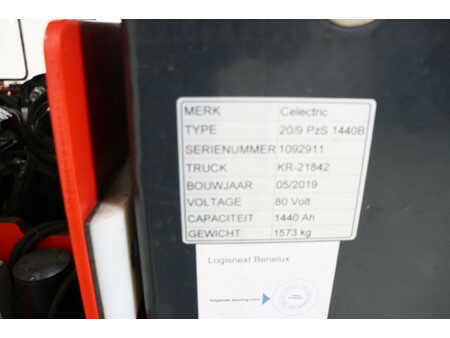 MERK Celectric
TYPE 20/9 PzS 1440B
SERIENUMMER 1092911
TRUCK KR-21842
BOUWJAAR 05/2019
VOLTAGE 80 Volt
CAPACITEIT 1440 Ah
GEWICHT 1573 kg
Logisnext Benelux